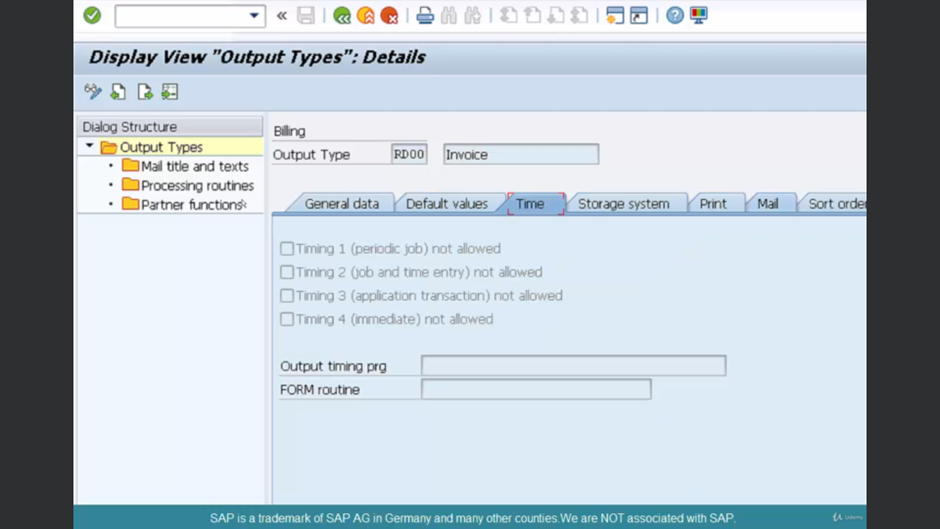 Display View "Output Types": Details
Dialog Structure
Output Types
Mail title and texts
Processing routines
Partner functions
Billing
Output Type RD00 Invoice
General data Default values Time Storage system Print Mail Sort order
Timing 1 (periodic job) not allowed
Timing 2 (job and time entry) not allowed
Timing 3 (application transaction) not allowed
Timing 4 (immediate) not allowed
Output timing prg
FORM routine
SAP is a trademark of SAP AG in Germany and many other counties.We are NOT associated with SAP.
Udemy